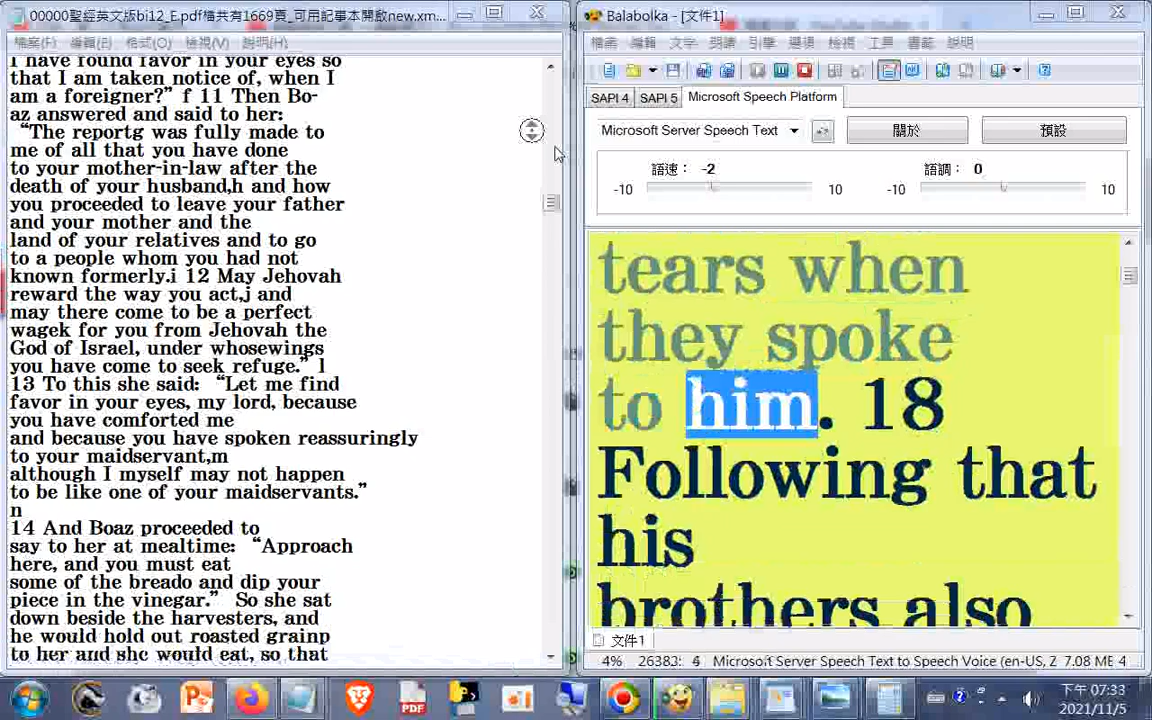 00000聖經英文版bi12_E.pdf檔共有1669頁_可用記事本開啟new.xm...
檔案(F) 編輯(E) 格式(O) 檢視(V) 說明(H)
I have found favor in your eyes so
that I am taken notice of, when I
am a foreigner?” f 11 Then Bo-
az answered and said to her:
“The reportg was fully made to
me of all that you have done
to your mother-in-law after the
death of your husband,h and how
you proceeded to leave your father
and your mother and the
land of your relatives and to go
to a people whom you had not
known formerly.i 12 May Jehovah
reward the way you act,j and
may there come to be a perfect
wagek for you from Jehovah the
God of Israel, under whosewings
you have come to seek refuge.” l
13 To this she said: “Let me find
favor in your eyes, my lord, because
you have comforted me
and because you have spoken reassuringly
to your maidservant,m
although I myself may not happen
to be like one of your maidservants.”
n
14 And Boaz proceeded to
say to her at mealtime: “Approach
here, and you must eat
some of the breado and dip your
piece in the vinegar.” So she sat
down beside the harvesters, and
he would hold out roasted grainp
to her and she would eat, so that
Balabolka - [文件1]
檔案 編輯 文字 朗讀 引擎 選項 檢視 工具 書籤 說明
SAPI 4 SAPI 5 Microsoft Speech Platform
Microsoft Server Speech Text 關於 預設
語速： -2 語調： 0
-10 10 -10 10
tears when
they spoke
to him. 18
Following that
his
brothers also
文件1
4% 26383: 4 Microsoft Server Speech Text to Speech Voice (en-US, Z 7.08 ME 4
PDF
下午 07:33
2021/11/5